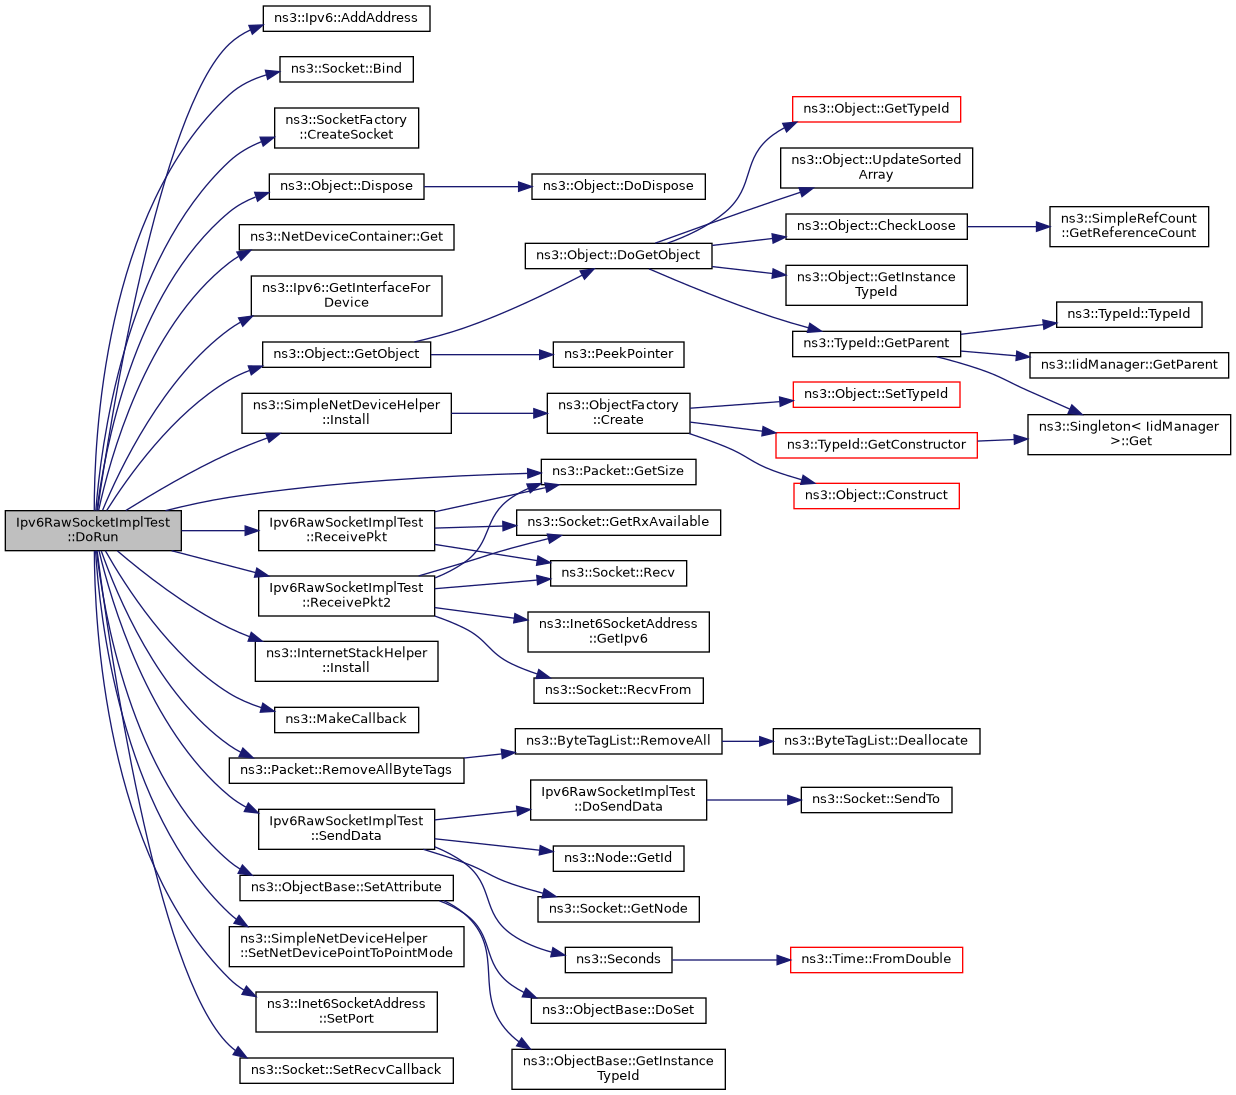 Ipv6RawSocketImplTest
::DoRun
ns3::Ipv6::AddAddress
ns3::Socket::Bind
ns3::SocketFactory
::CreateSocket
ns3::Object::Dispose
ns3::NetDeviceContainer::Get
ns3::Ipv6::GetInterfaceFor
Device
ns3::Object::GetObject
ns3::SimpleNetDeviceHelper
::Install
Ipv6RawSocketImplTest
::ReceivePkt
Ipv6RawSocketImplTest
::ReceivePkt2
ns3::InternetStackHelper
::Install
ns3::MakeCallback
ns3::Packet::RemoveAllByteTags
Ipv6RawSocketImplTest
::SendData
ns3::ObjectBase::SetAttribute
ns3::SimpleNetDeviceHelper
::SetNetDevicePointToPointMode
ns3::Inet6SocketAddress
::SetPort
ns3::Socket::SetRecvCallback
ns3::Object::DoDispose
ns3::Object::DoGetObject
ns3::PeekPointer
ns3::ObjectFactory
::Create
ns3::Packet::GetSize
ns3::Socket::GetRxAvailable
ns3::Socket::Recv
ns3::Inet6SocketAddress
::GetIpv6
ns3::Socket::RecvFrom
ns3::ByteTagList::RemoveAll
Ipv6RawSocketImplTest
::DoSendData
ns3::Node::GetId
ns3::Socket::GetNode
ns3::Seconds
ns3::ObjectBase::DoSet
ns3::ObjectBase::GetInstance
TypeId
ns3::Object::GetTypeId
ns3::Object::UpdateSorted
Array
ns3::Object::CheckLoose
ns3::Object::GetInstance
TypeId
ns3::TypeId::GetParent
ns3::Object::SetTypeId
ns3::TypeId::GetConstructor
ns3::Object::Construct
ns3::ByteTagList::Deallocate
ns3::Socket::SendTo
ns3::Time::FromDouble
ns3::SimpleRefCount
::GetReferenceCount
ns3::TypeId::TypeId
ns3::IidManager::GetParent
ns3::Singleton< IidManager
>::Get